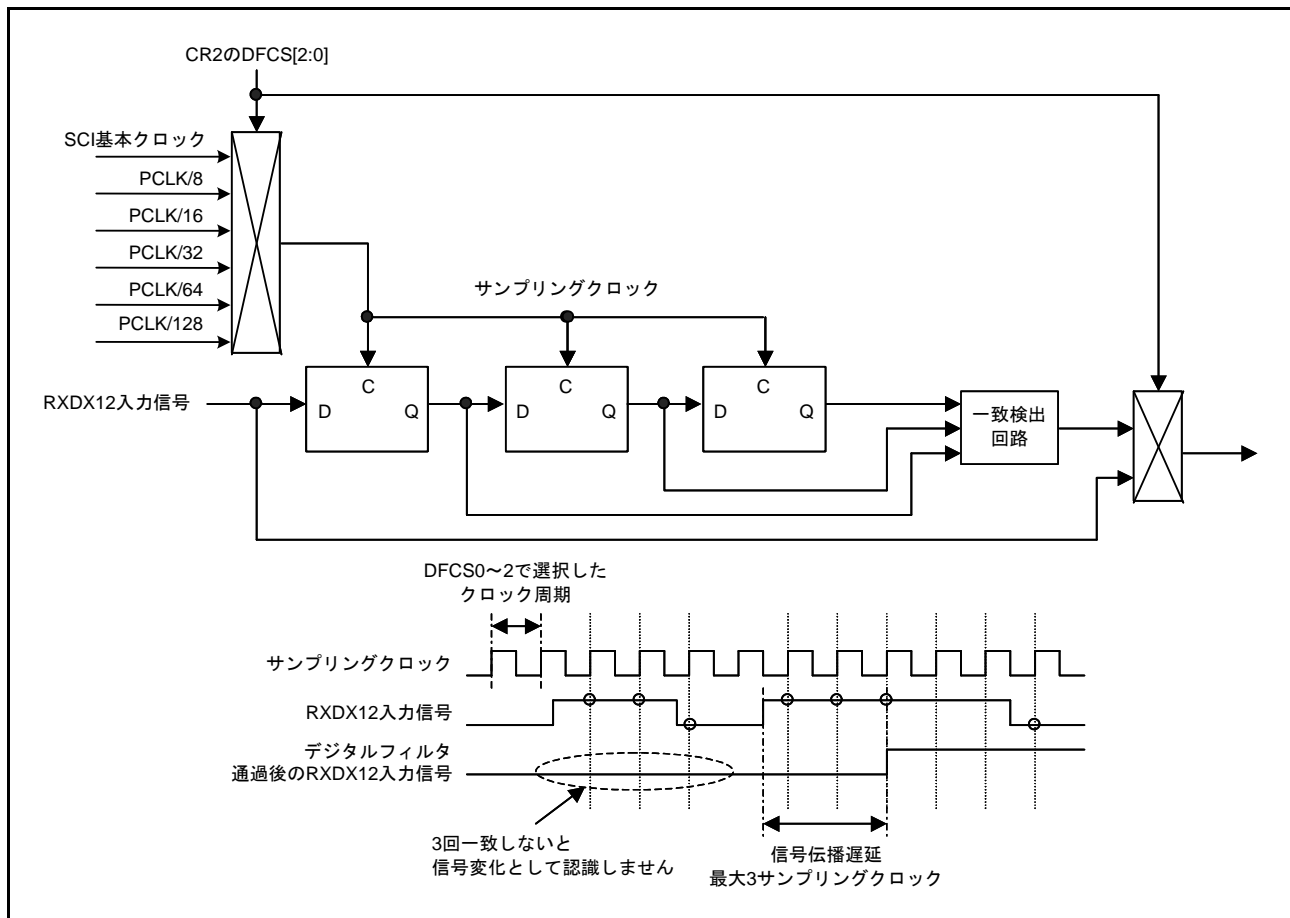 CR2のDFCS[2:0]
SCI基本クロック
PCLK/8
PCLK/16
PCLK/32
PCLK/64
PCLK/128
サンプリングクロック
RXDX12入力信号
D
C
Q
D
C
Q
D
C
Q
一致検出
回路
DFCS0～2で選択した
クロック周期
サンプリングクロック
RXDX12入力信号
デジタルフィルタ
通過後のRXDX12入力信号
3回一致しないと
信号変化として認識しません
信号伝播遅延
最大3サンプリングクロック